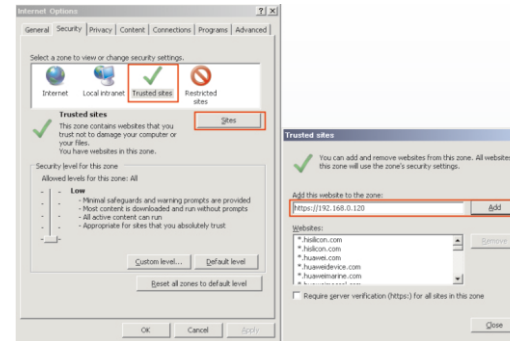 Internet Options
General Security Privacy Content Connections Programs Advanced
Select a zone to view or change security settings.
Internet Local intranet Trusted sites Restricted sites
Trusted sites
This zone contains websites that you
trust not to damage your computer or
your files.
You have websites in this zone.
Sites
Security level for this zone
Allowed levels for this zone: All
Low
- Minimal safeguards and warning prompts are provided
- Most content is downloaded and run without prompts
- All active content can run
- Appropriate for sites that you absolutely trust
Custom level... Default level
Reset all zones to default level
OK Cancel Apply
Trusted sites
You can add and remove websites from this zone. All websites
this zone will use the zone's security settings.
Add this website to the zone:
https://192.168.0.120 Add
Websites:
*.hisilicon.com Remove
*.huawei.com
*.huaweidevice.com
*.huaweimarine.com
Require server verification (https:) for all sites in this zone
Close